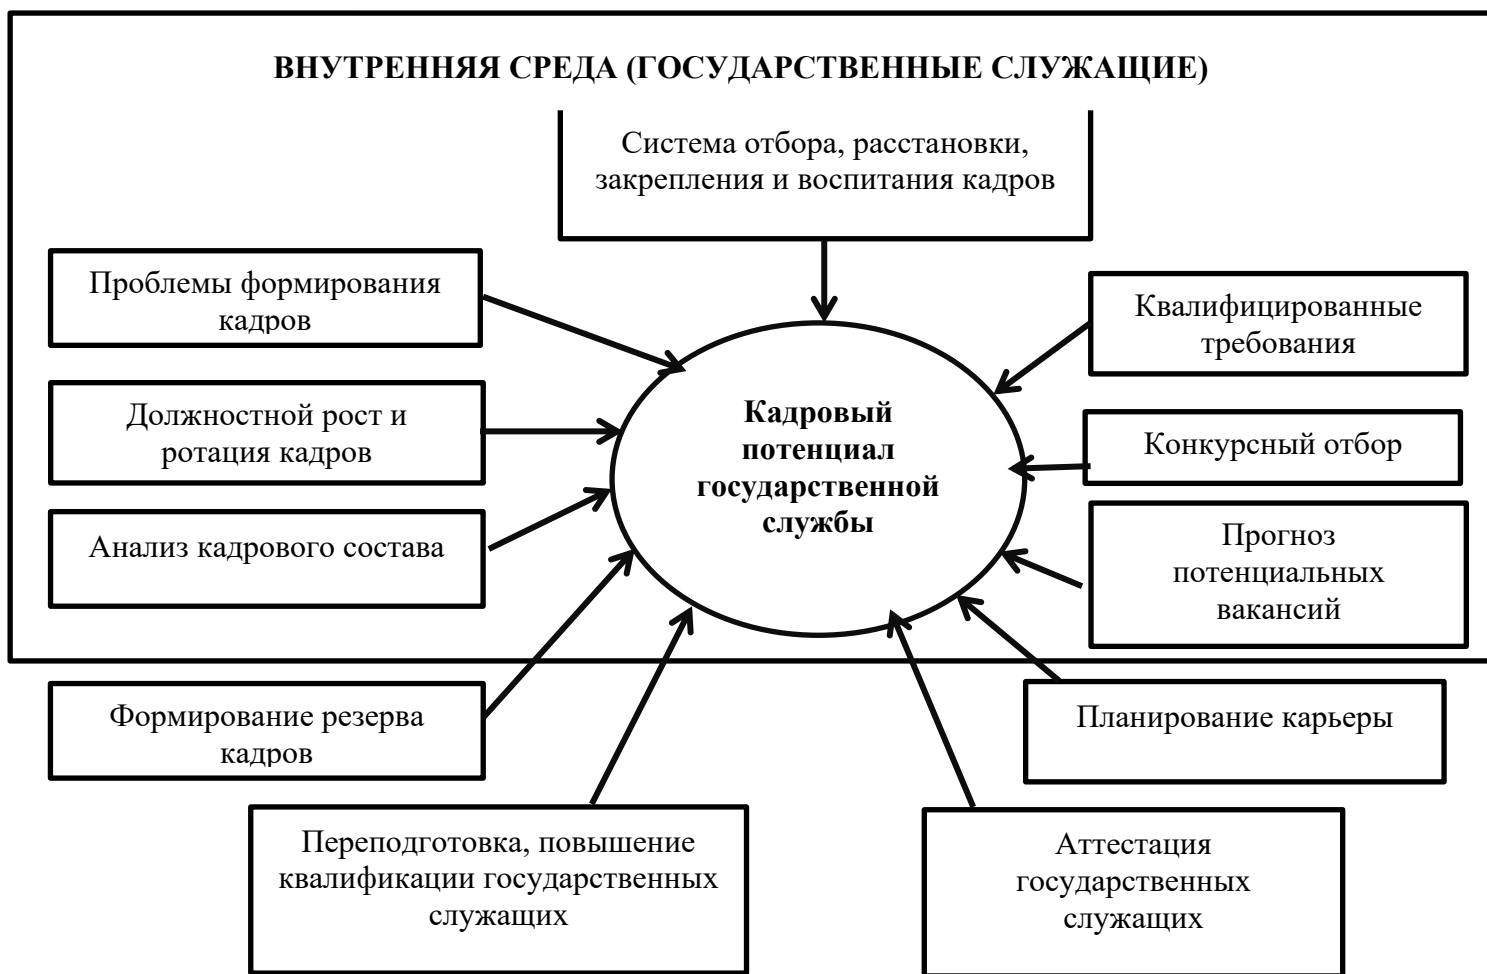 ВНУТРЕННЯЯ СРЕДА (ГОСУДАРСТВЕННЫЕ СЛУЖАЩИЕ)
Система отбора, расстановки,
закрепления и воспитания кадров
Проблемы формирования
кадров
Квалифицированные
требования
Должностной рост и
ротация кадров
Кадровый
потенциал
государственной
службы
Конкурсный отбор
Анализ кадрового состава
Прогноз
потенциальных
вакансий
Формирование резерва
кадров
Планирование карьеры
Переподготовка, повышение
квалификации государственных
служащих
Аттестация
государственных
служащих